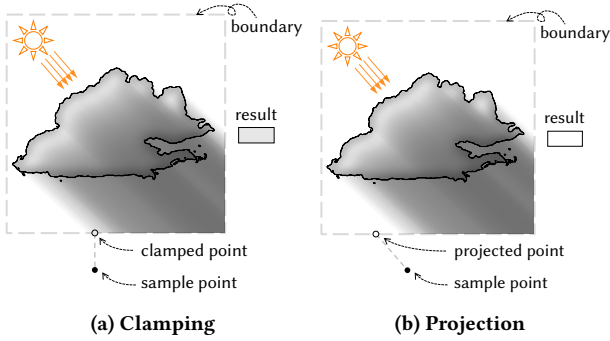 boundary
result
clamped point
sample point
(a) Clamping
boundary
result
projected point
sample point
(b) Projection